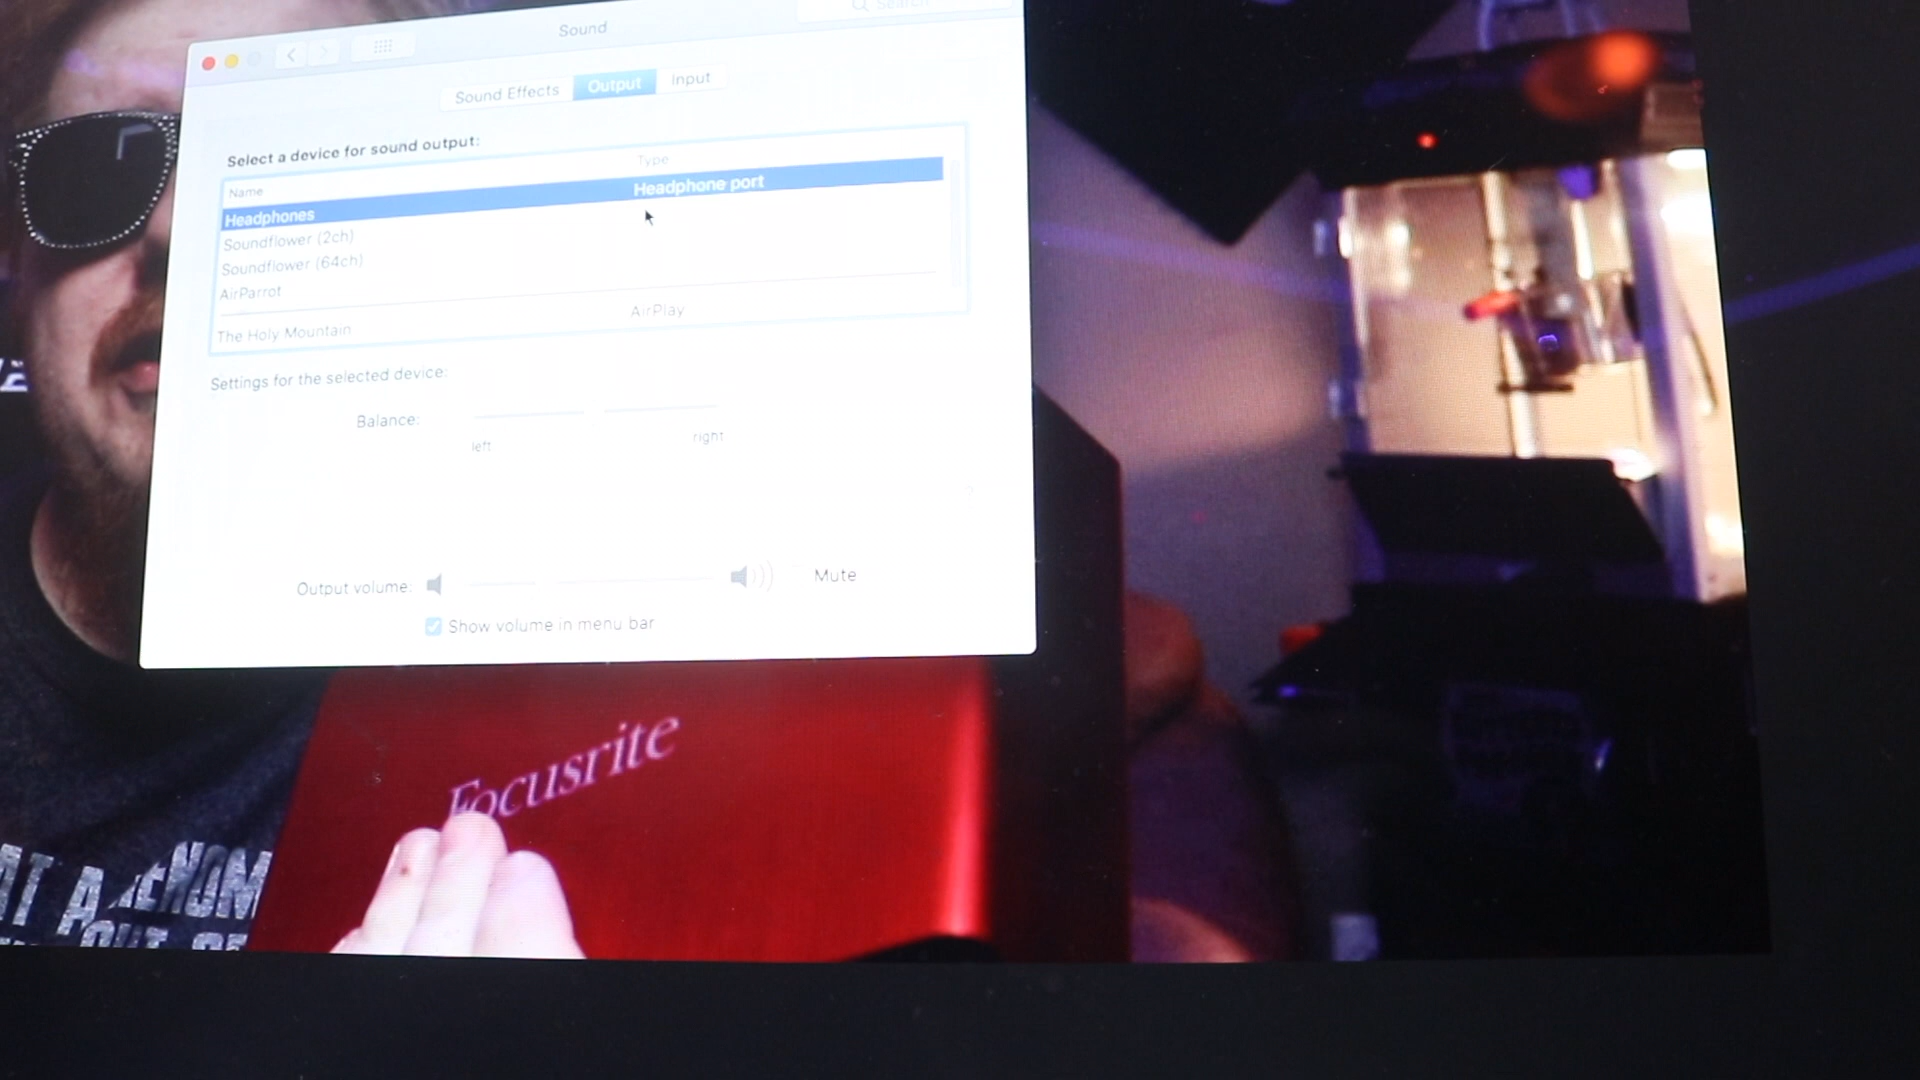 Sound
Search
Sound Effects Output Input
Select a device for sound output:
Name Type
Headphones Headphone port
Soundflower (2ch)
Soundflower (64ch)
AirParrot
The Holy Mountain AirPlay
Settings for the selected device:
Balance:
left right
Output volume: Mute
Show volume in menu bar
Focusrite
AT A